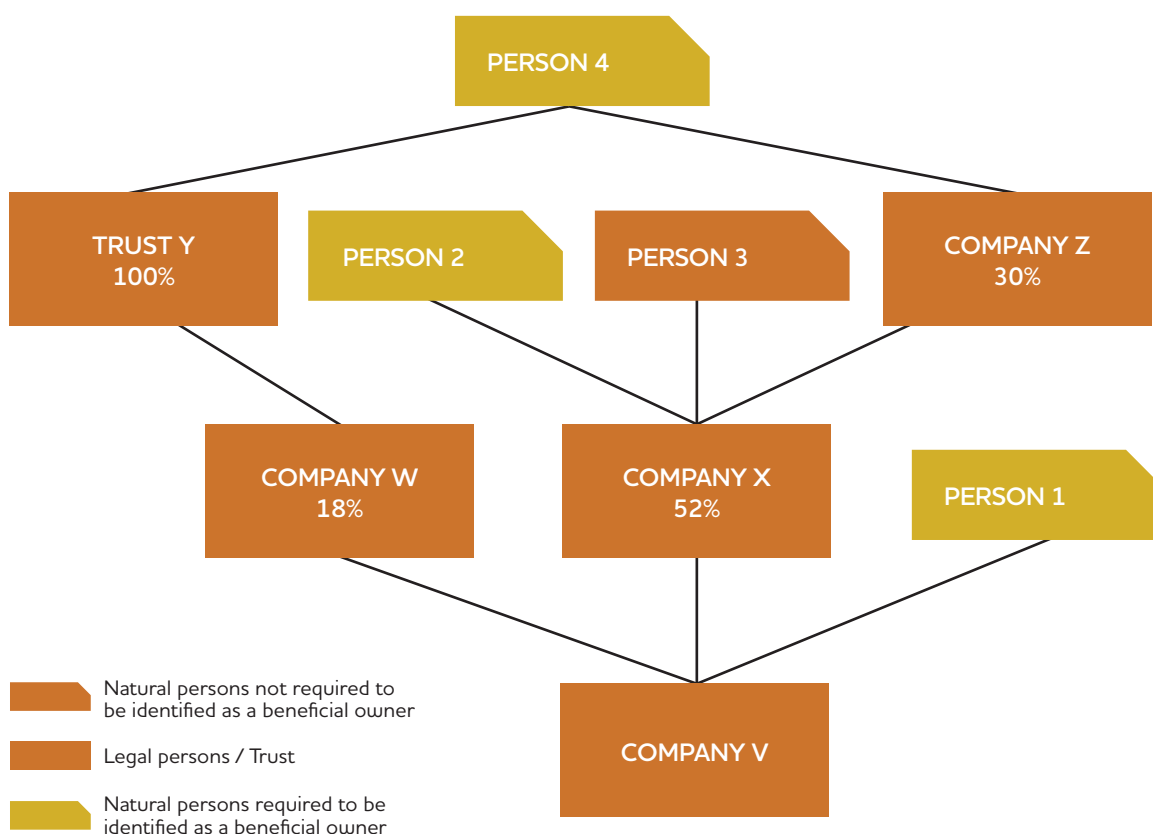 PERSON 4
TRUST Y
100%
PERSON 2
PERSON 3
COMPANY Z
30%
COMPANY W
18%
COMPANY X
52%
PERSON 1
COMPANY V
Natural persons not required to
be identified as a beneficial owner
Legal persons / Trust
Natural persons required to be
identified as a beneficial owner